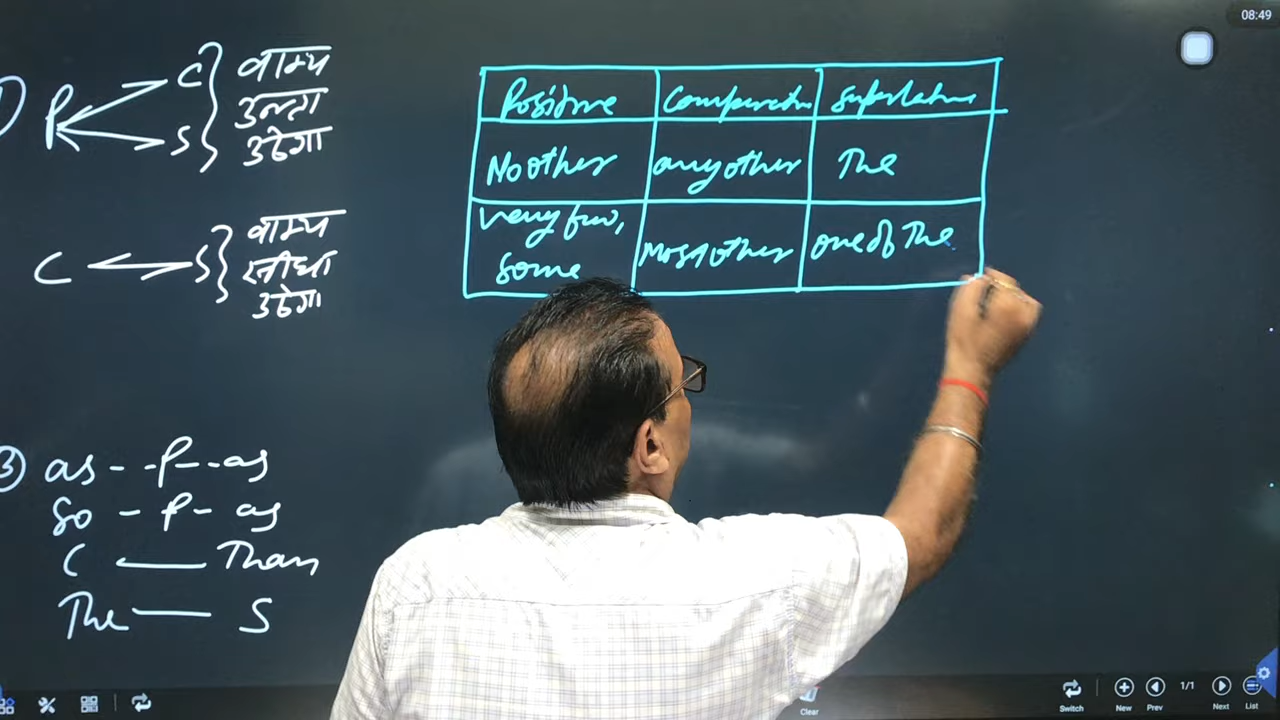 08:49
1)
P
C
S
वाक्य
उल्टा
उठेगा
C
S
वाक्य
सीधा
उठेगा
③ as - - P - - as
so - P - as
C Than
The S
Positive Comparative Superlative
No other any other The
very few, some Most other one of The
Clear
Switch New Prev 1/1 Next List